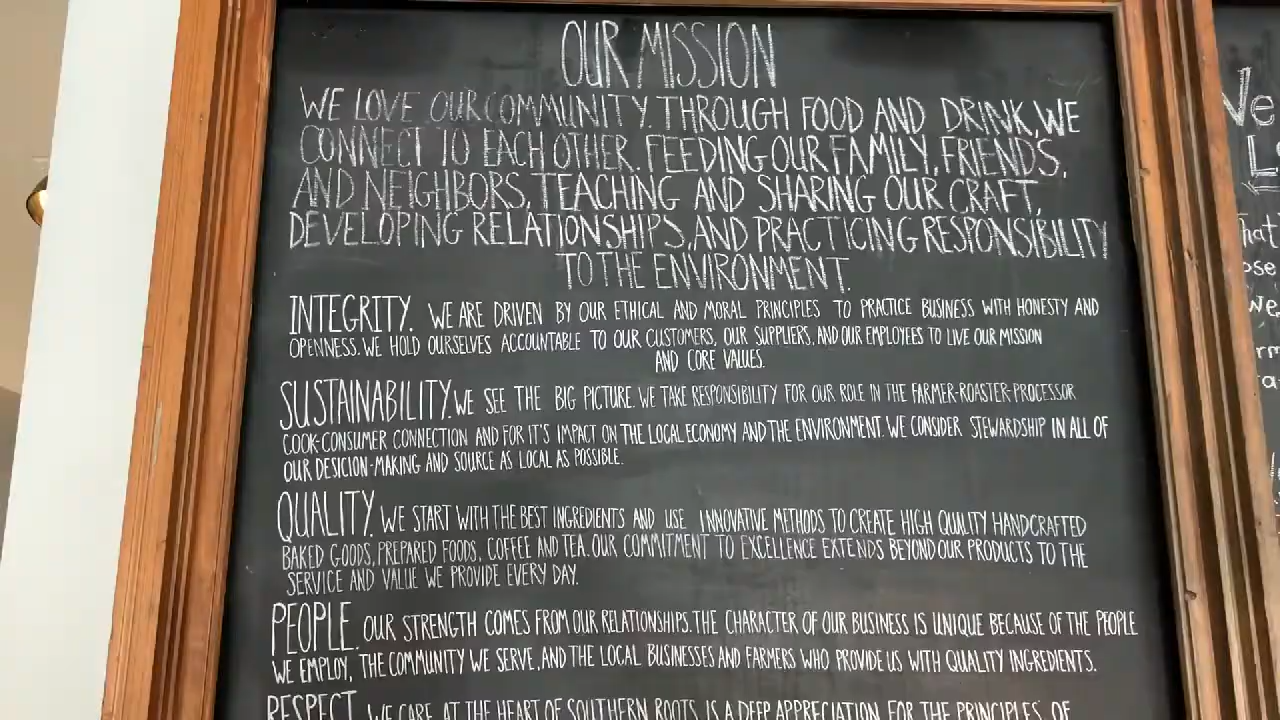 OUR MISSION
WE LOVE OUR COMMUNITY. THROUGH FOOD AND DRINK, WE
CONNECT TO EACH OTHER. FEEDING OUR FAMILY, FRIENDS,
AND NEIGHBORS, TEACHING AND SHARING OUR CRAFT,
DEVELOPING RELATIONSHIPS, AND PRACTICING RESPONSIBILITY
TO THE ENVIRONMENT.
INTEGRITY. WE ARE DRIVEN BY OUR ETHICAL AND MORAL PRINCIPLES TO PRACTICE BUSINESS WITH HONESTY AND
OPENNESS. WE HOLD OURSELVES ACCOUNTABLE TO OUR CUSTOMERS, OUR SUPPLIERS, AND OUR EMPLOYEES TO LIVE OUR MISSION
AND CORE VALUES.
SUSTAINABILITY. WE SEE THE BIG PICTURE. WE TAKE RESPONSIBILITY FOR OUR ROLE IN THE FARMER-ROASTER-PROCESSOR
COOK-CONSUMER CONNECTION AND FOR IT'S IMPACT ON THE LOCAL ECONOMY AND THE ENVIRONMENT. WE CONSIDER STEWARDSHIP IN ALL OF
OUR DESICION-MAKING AND SOURCE AS LOCAL AS POSSIBLE.
QUALITY. WE START WITH THE BEST INGREDIENTS AND USE INNOVATIVE METHODS TO CREATE HIGH QUALITY HANDCRAFTED
BAKED GOODS, PREPARED FOODS, COFFEE AND TEA. OUR COMMITMENT TO EXCELLENCE EXTENDS BEYOND OUR PRODUCTS TO THE
SERVICE AND VALUE WE PROVIDE EVERY DAY.
PEOPLE. OUR STRENGTH COMES FROM OUR RELATIONSHIPS. THE CHARACTER OF OUR BUSINESS IS UNIQUE BECAUSE OF THE PEOPLE
WE EMPLOY, THE COMMUNITY WE SERVE, AND THE LOCAL BUSINESSES AND FARMERS WHO PROVIDE US WITH QUALITY INGREDIENTS.
RESPECT. WE CARE. AT THE HEART OF SOUTHERN ROOTS IS A DEEP APPRECIATION FOR THE PRINCIPLES OF